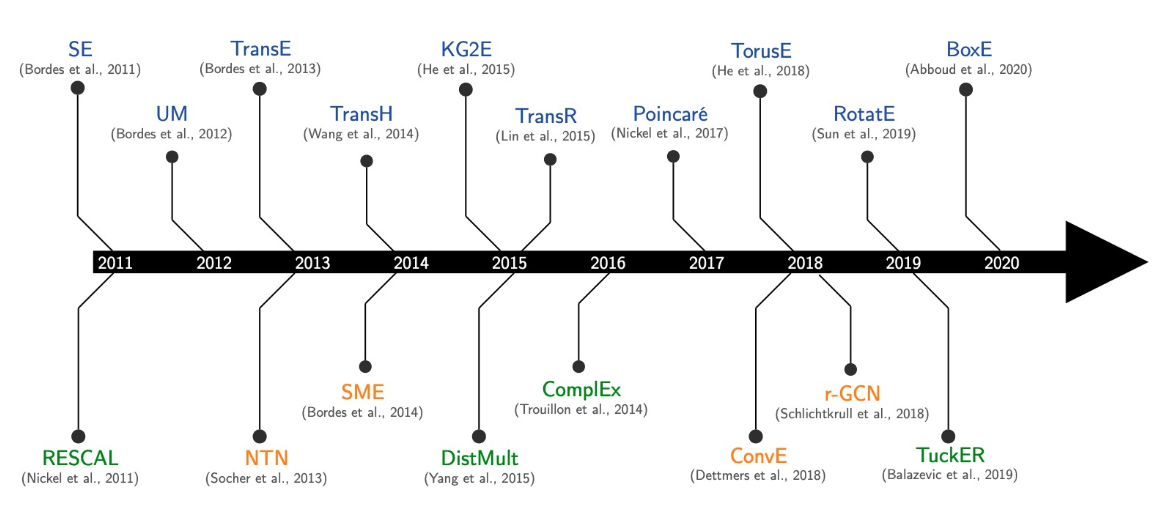 SE
(Bordes et al., 2011)
TransE
(Bordes et al., 2013)
KG2E
(He et al., 2015)
TorusE
(He et al., 2018)
BoxE
(Abboud et al., 2020)
UM
(Bordes et al., 2012)
TransH
(Wang et al., 2014)
TransR
(Lin et al., 2015)
Poincaré
(Nickel et al., 2017)
RotatE
(Sun et al., 2019)
2011 2012 2013 2014 2015 2016 2017 2018 2019 2020
SME
(Bordes et al., 2014)
ComplEx
(Trouillon et al., 2014)
r-GCN
(Schlichtkrull et al., 2018)
RESCAL
(Nickel et al., 2011)
NTN
(Socher et al., 2013)
DistMult
(Yang et al., 2015)
ConvE
(Dettmers et al., 2018)
TuckER
(Balazevic et al., 2019)